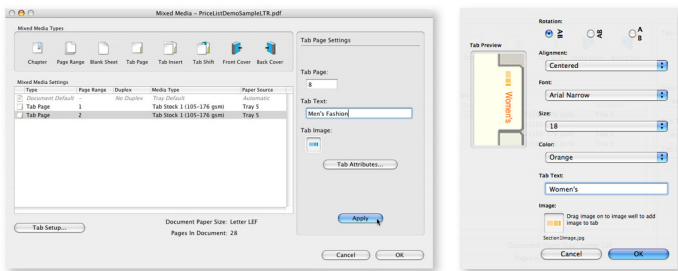 Mixed Media – PriceListDemoSampleLTR.pdf
Mixed Media Types
Chapter Page Range Blank Sheet Tab Page Tab Insert Tab Shift Front Cover Back Cover
Mixed Media Settings
Type Page Range Duplex Media Type Paper Source
Document Default – No Duplex Tray Default Automatic
Tab Page 1 Tab Stock 1 (105-176 gsm) Tray 5
Tab Page 2 Tab Stock 1 (105-176 gsm) Tray 5
Tab Setup...
Document Paper Size: Letter LEF
Pages In Document: 28
Tab Page Settings
Tab Page:
8
Tab Text:
Men's Fashion
Tab Image:
Tab Attributes...
Apply
Cancel OK
Tab Preview
Women's
Rotation:
AB AB A
B
Alignment:
Centered
Font:
Arial Narrow
Size:
18
Color:
Orange
Tab Text:
Women's
Image:
Drag image on to image well to add
image to tab
Section3Image.jpg
Cancel OK